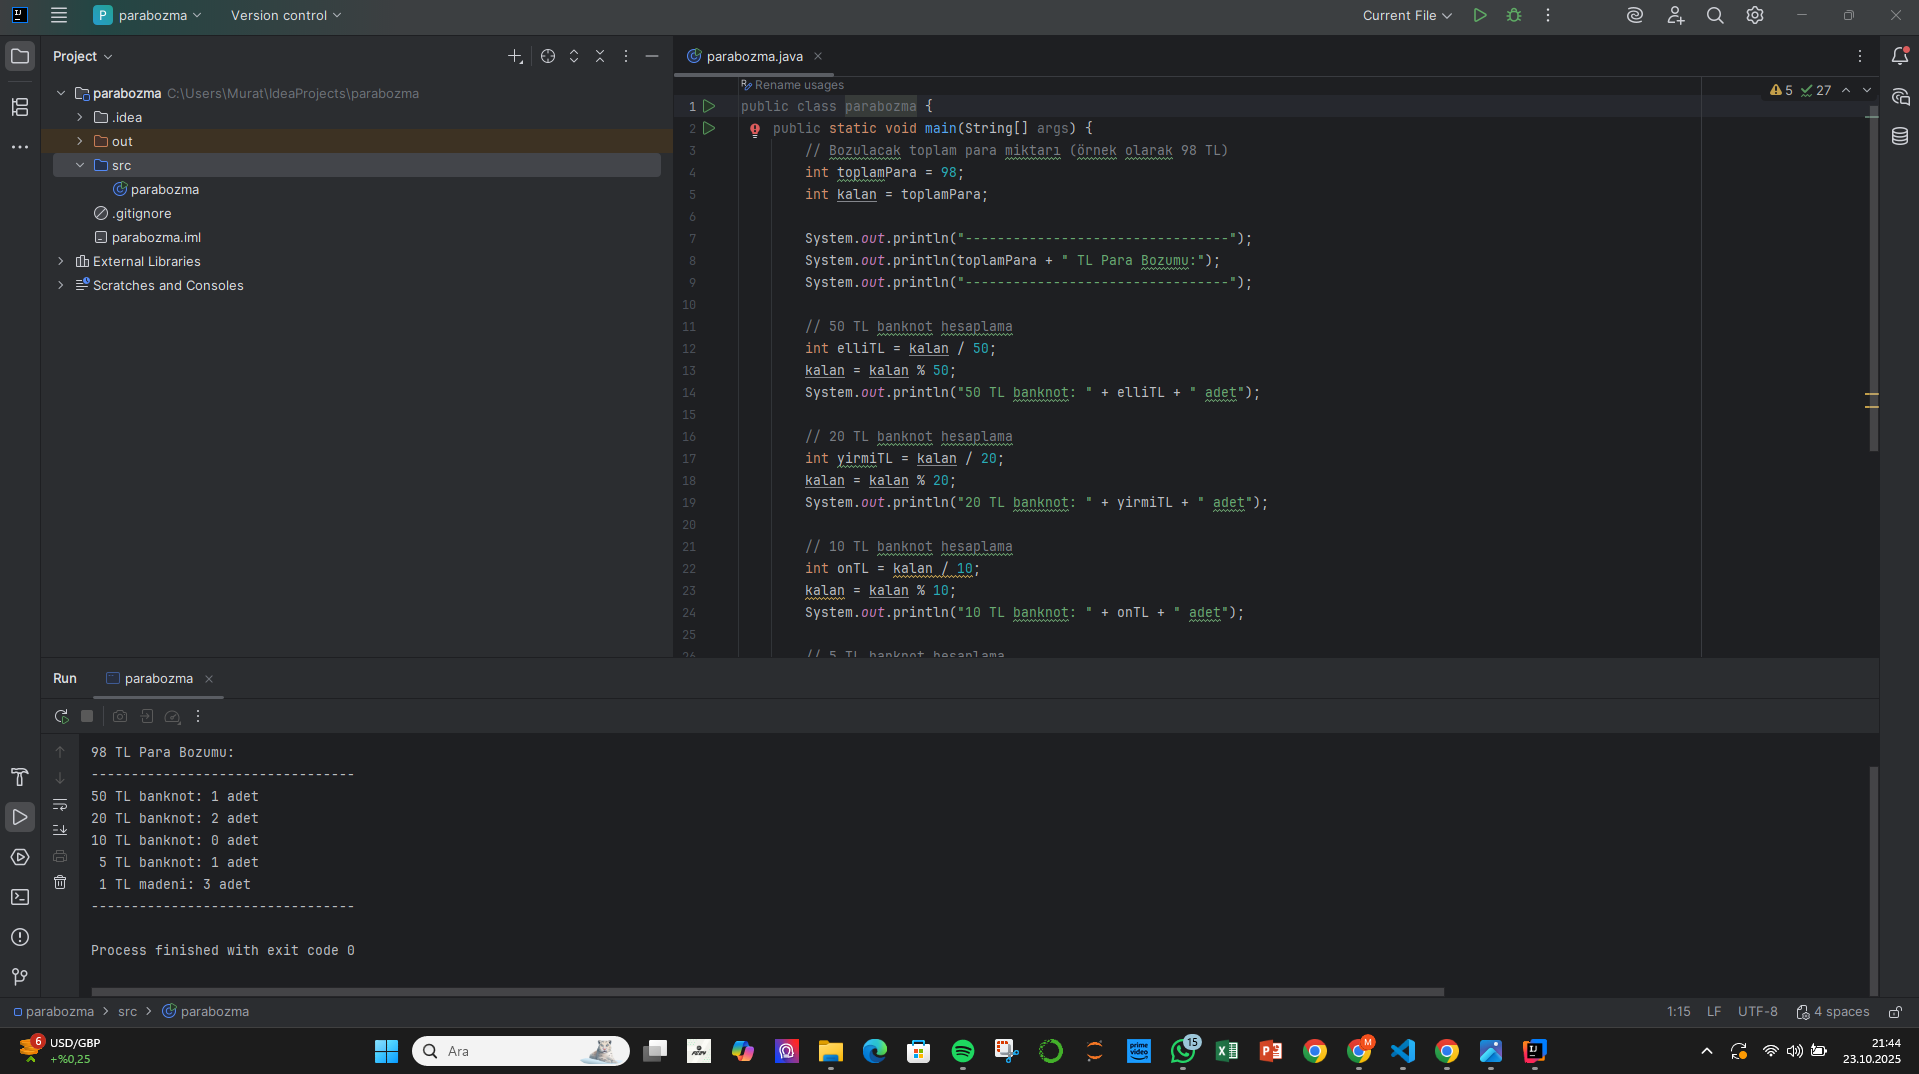 parabozma
Version control
Current File
Project
parabozma C:\Users\Murat\IdeaProjects\parabozma
.idea
out
src
parabozma
.gitignore
parabozma.iml
External Libraries
Scratches and Consoles
parabozma.java
Rename usages
5 27
1 public class parabozma {
2 public static void main(String[] args) {
3 // Bozulacak toplam para miktarı (örnek olarak 98 TL)
4 int toplamPara = 98;
5 int kalan = toplamPara;
6
7 System.out.println("---------------------------------");
8 System.out.println(toplamPara + " TL Para Bozumu:");
9 System.out.println("---------------------------------");
10
11 // 50 TL banknot hesaplama
12 int elliTL = kalan / 50;
13 kalan = kalan % 50;
14 System.out.println("50 TL banknot: " + elliTL + " adet");
15
16 // 20 TL banknot hesaplama
17 int yirmiTL = kalan / 20;
18 kalan = kalan % 20;
19 System.out.println("20 TL banknot: " + yirmiTL + " adet");
20
21 // 10 TL banknot hesaplama
22 int onTL = kalan / 10;
23 kalan = kalan % 10;
24 System.out.println("10 TL banknot: " + onTL + " adet");
25
26 // 5 TL banknot hesaplama
Run parabozma
98 TL Para Bozumu:
---------------------------------
50 TL banknot: 1 adet
20 TL banknot: 2 adet
10 TL banknot: 0 adet
5 TL banknot: 1 adet
1 TL madeni: 3 adet
---------------------------------
Process finished with exit code 0
parabozma src parabozma
1:15 LF UTF-8 4 spaces
6
USD/GBP
+%0,25
Ara
prime video
15
M
21:44
23.10.2025